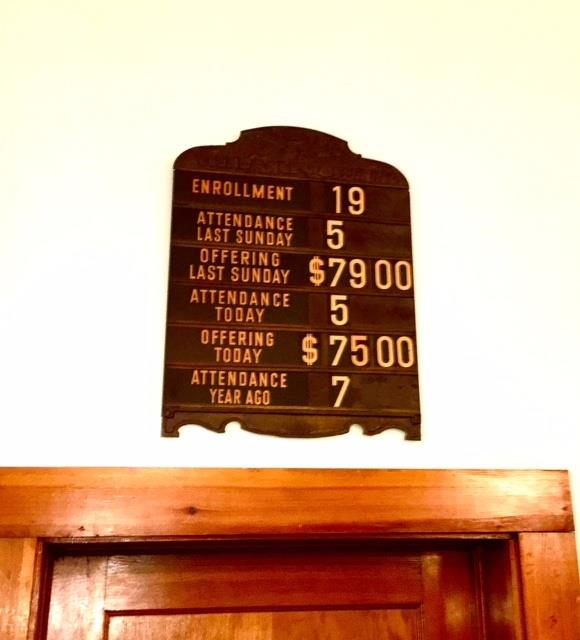 ENROLLMENT 19
ATTENDANCE
LAST SUNDAY 5
OFFERING
LAST SUNDAY $79 00
ATTENDANCE
TODAY 5
OFFERING
TODAY $75 00
ATTENDANCE
YEAR AGO 7